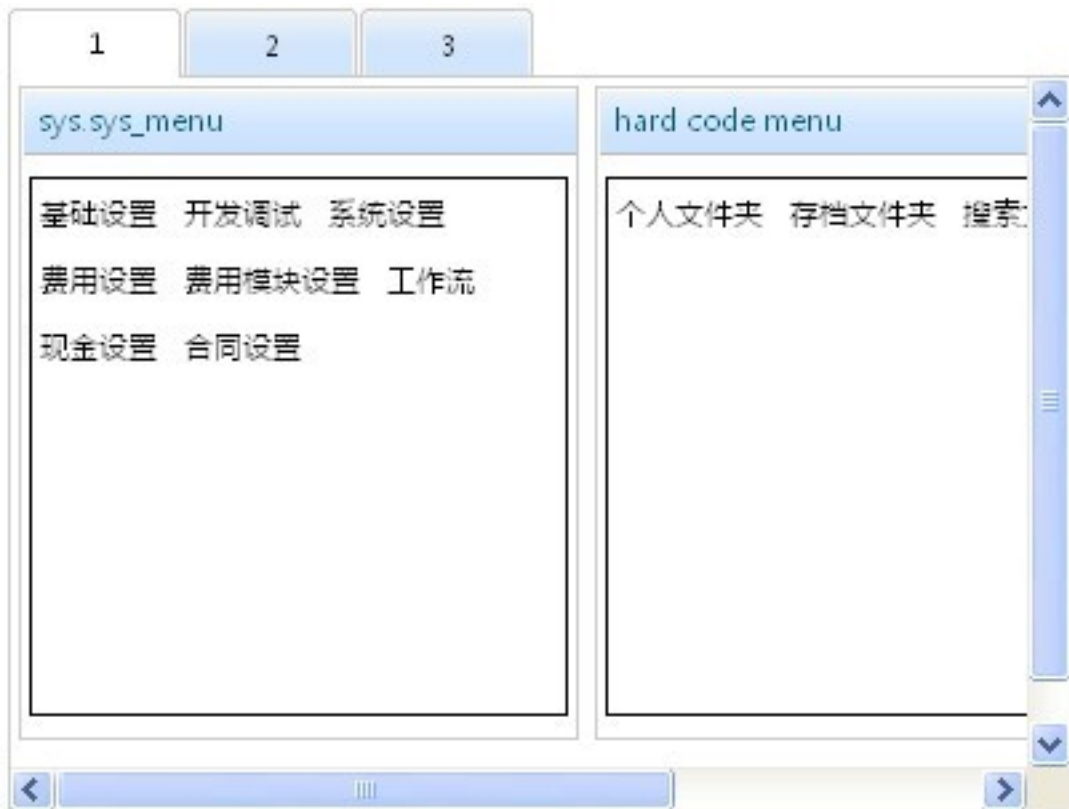 1 2 3
sys.sys_menu
基础设置 开发调试 系统设置
费用设置 费用模块设置 工作流
现金设置 合同设置
hard code menu
个人文件夹 存档文件夹 搜索